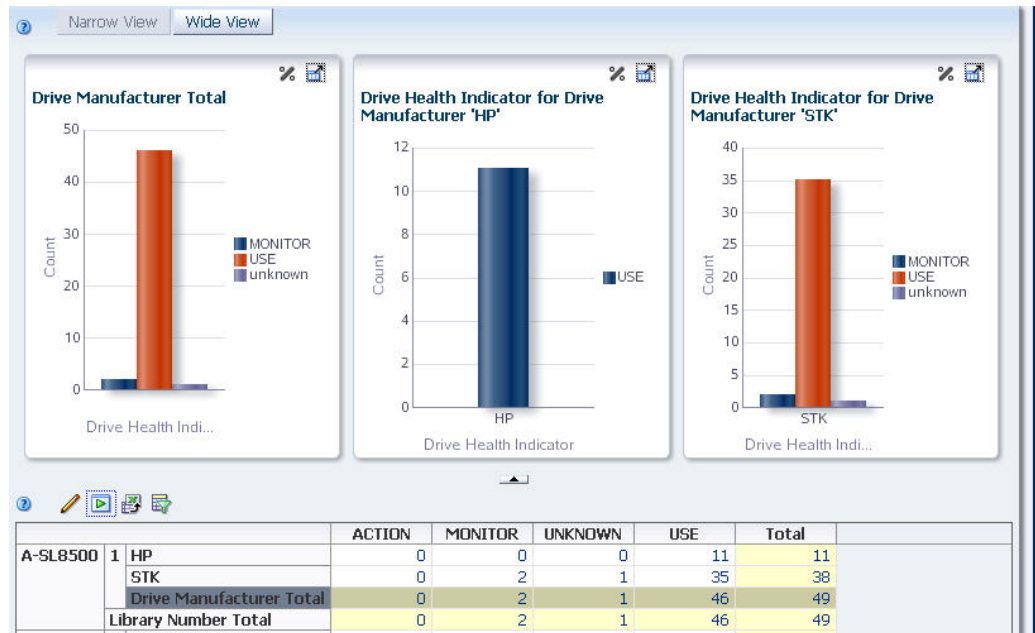 Narrow View Wide View
Drive Manufacturer Total
50
40
30
20
10
0
Count
MONITOR
USE
unknown
Drive Health Indi...
Drive Health Indicator for Drive
Manufacturer 'HP'
12
10
8
6
4
2
0
Count
USE
HP
Drive Health Indicator
Drive Health Indicator for Drive
Manufacturer 'STK'
40
35
30
25
20
15
10
5
0
Count
MONITOR
USE
unknown
STK
Drive Health Indi...
ACTION MONITOR UNKNOWN USE Total
A-SL8500 1 HP 0 0 0 11 11
STK 0 2 1 35 38
Drive Manufacturer Total 0 2 1 46 49
Library Number Total 0 2 1 46 49